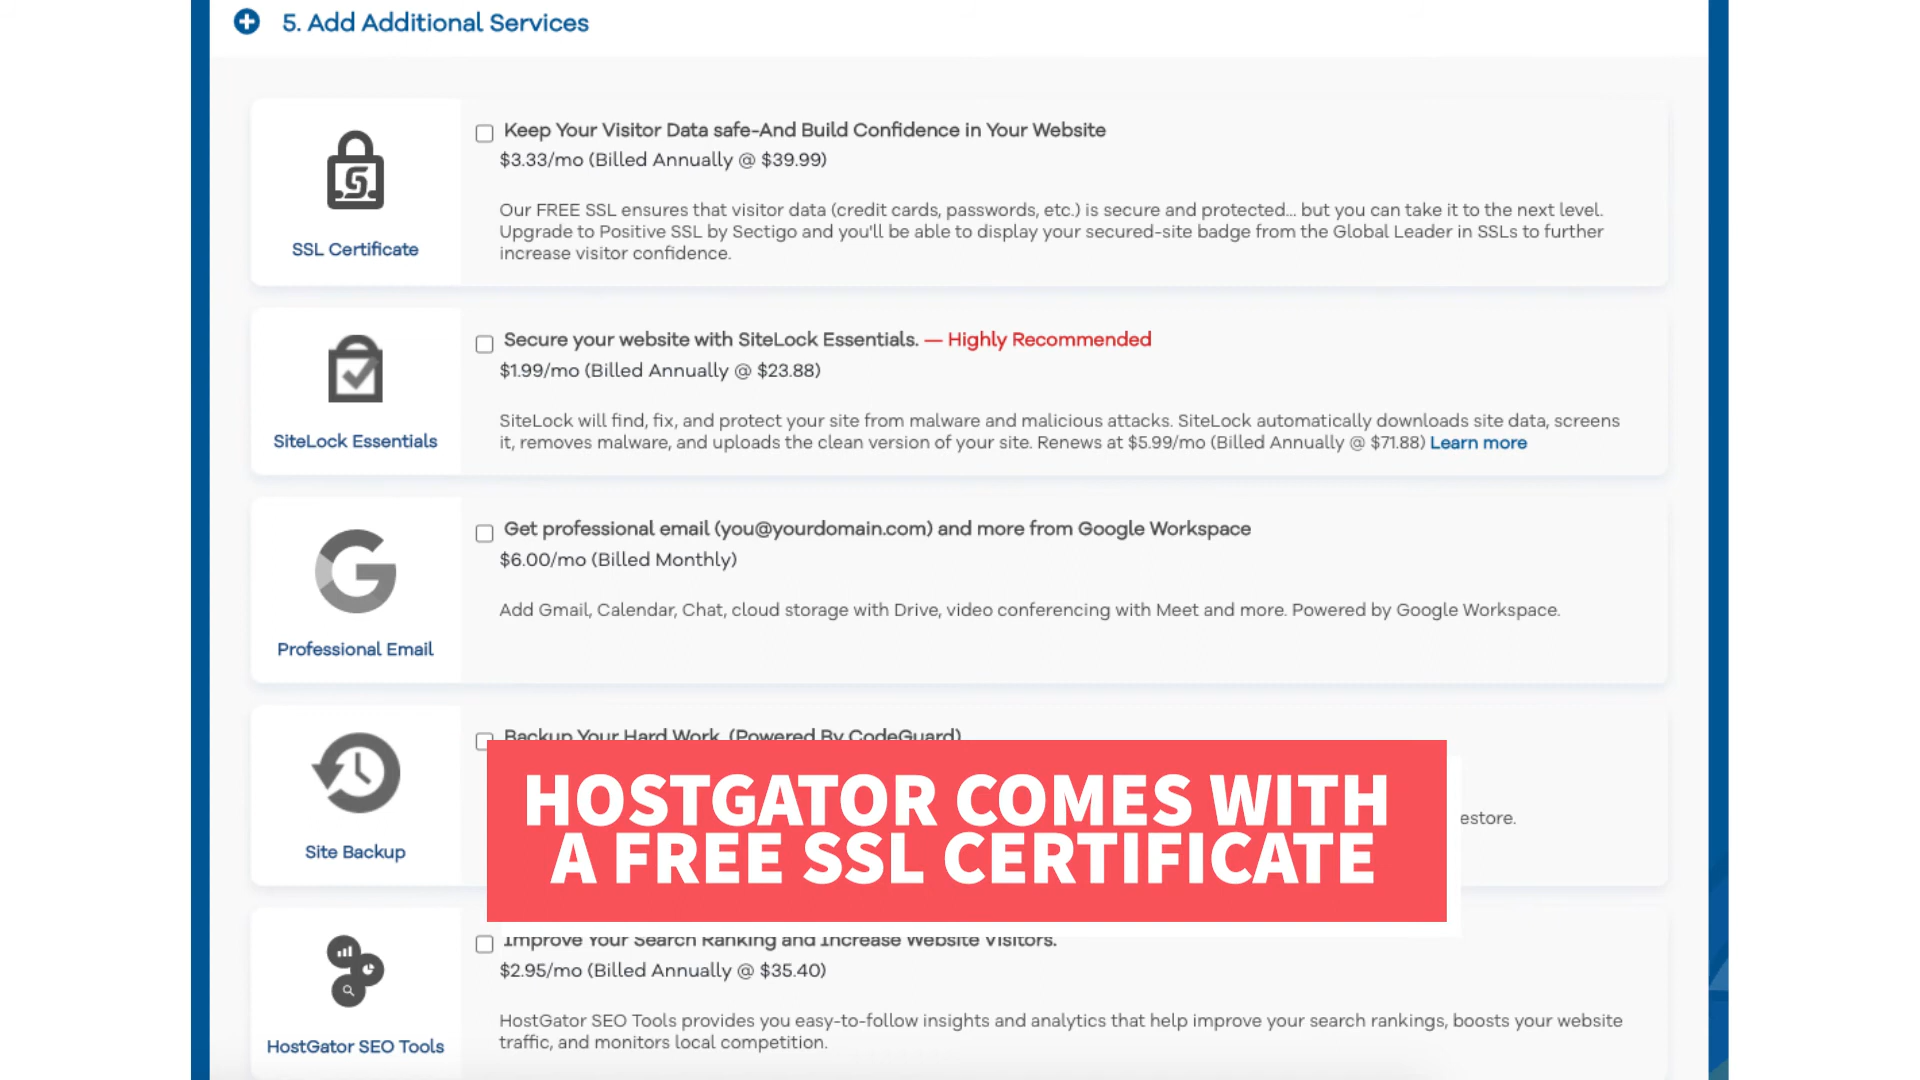 5. Add Additional Services
Keep Your Visitor Data safe-And Build Confidence in Your Website
$3.33/mo (Billed Annually @ $39.99)
Our FREE SSL ensures that visitor data (credit cards, passwords, etc.) is secure and protected... but you can take it to the next level.
Upgrade to Positive SSL by Sectigo and you'll be able to display your secured-site badge from the Global Leader in SSLs to further
increase visitor confidence.
SSL Certificate
Secure your website with SiteLock Essentials. — Highly Recommended
$1.99/mo (Billed Annually @ $23.88)
SiteLock will find, fix, and protect your site from malware and malicious attacks. SiteLock automatically downloads site data, screens
it, removes malware, and uploads the clean version of your site. Renews at $5.99/mo (Billed Annually @ $71.88) Learn more
SiteLock Essentials
Get professional email (you@yourdomain.com) and more from Google Workspace
$6.00/mo (Billed Monthly)
Add Gmail, Calendar, Chat, cloud storage with Drive, video conferencing with Meet and more. Powered by Google Workspace.
Professional Email
Backup Your Hard Work. (Powered By CodeGuard)
estore.
Site Backup
HOSTGATOR COMES WITH
A FREE SSL CERTIFICATE
Improve Your Search Ranking and Increase Website Visitors.
$2.95/mo (Billed Annually @ $35.40)
HostGator SEO Tools provides you easy-to-follow insights and analytics that help improve your search rankings, boosts your website
traffic, and monitors local competition.
HostGator SEO Tools